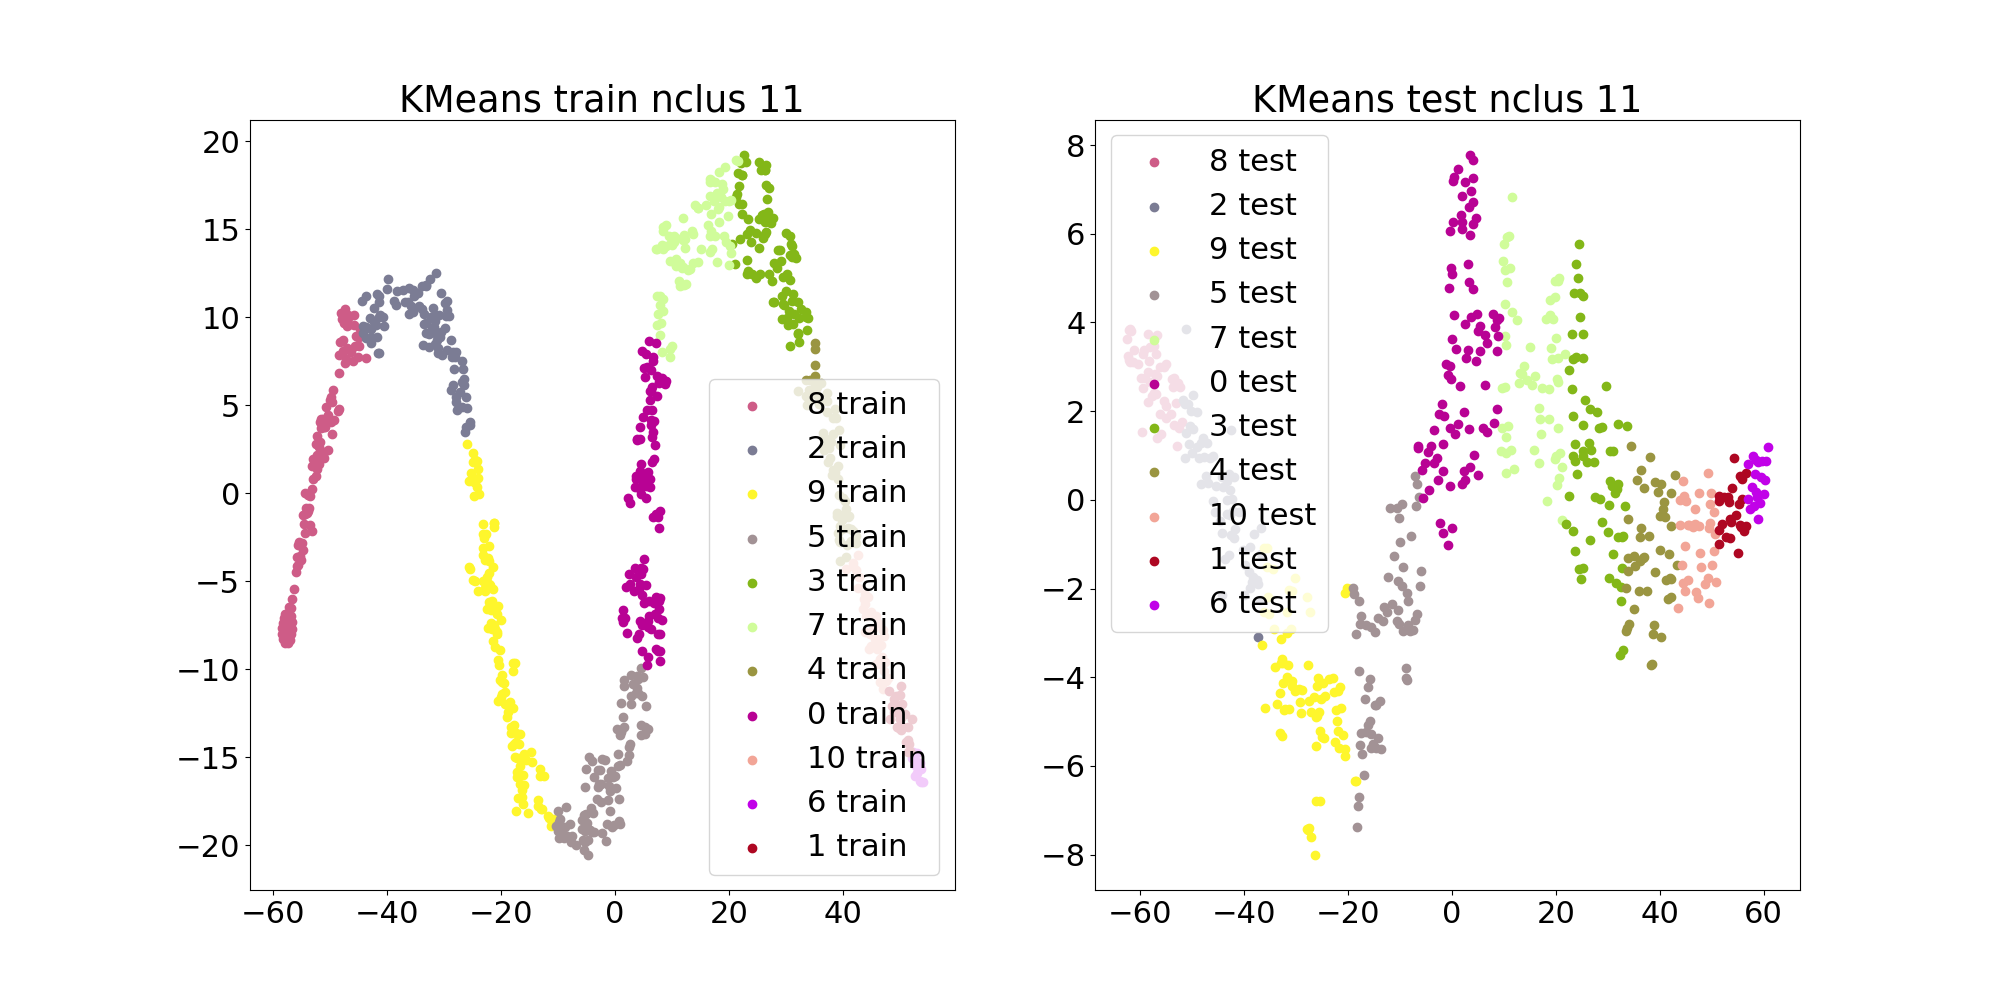 KMeans train nclus 11
20
15
10
5
0
−5
−10
−15
−20
−60
−40
−20
0
20
40
8 train
2 train
9 train
5 train
3 train
7 train
4 train
0 train
10 train
6 train
1 train
KMeans test nclus 11
8
6
4
2
0
−2
−4
−6
−8
−60
−40
−20
0
20
40
60
8 test
2 test
9 test
5 test
7 test
0 test
3 test
4 test
10 test
1 test
6 test